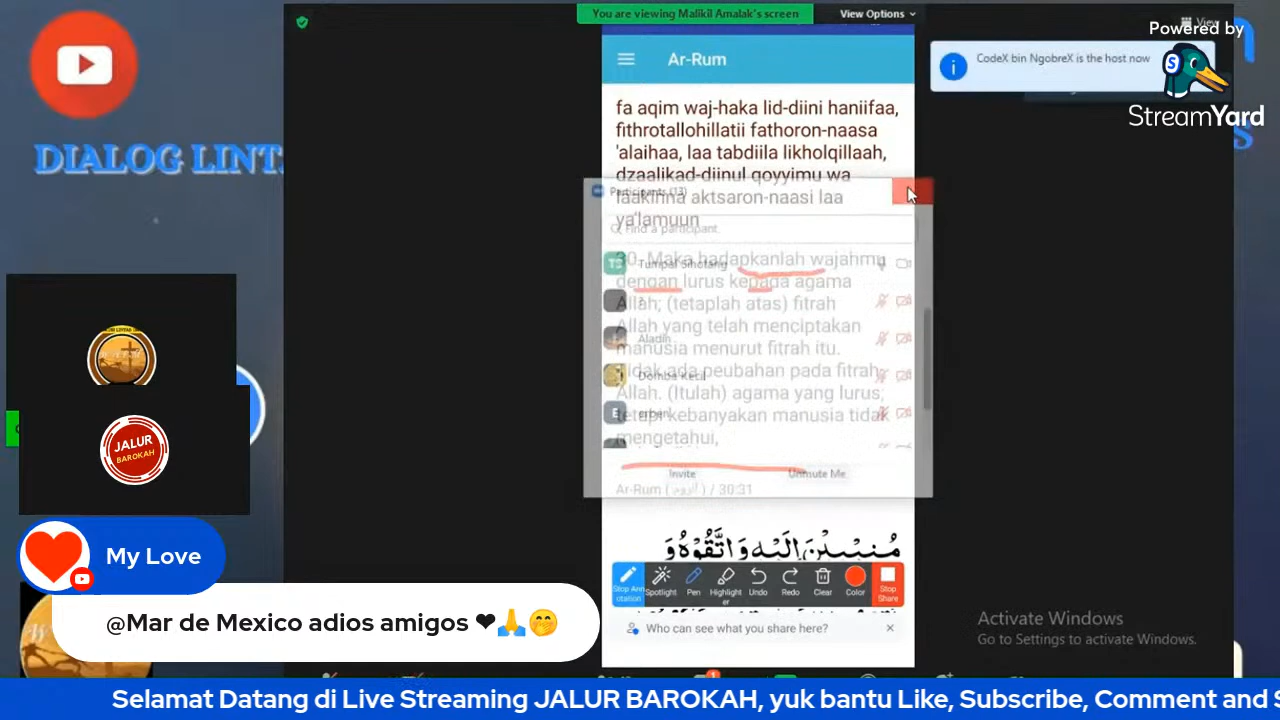 You are viewing Malikil Amalak's screen
View Options
View
Powered by
StreamYard
CodeX bin NgobreX is the host now
DIALOG LINT
Ar-Rum
fa aqim waj-haka lid-diini haniifaa,
fithrotallohillatii fathoron-naasa
'alaihaa, laa tabdiila likholqillaah,
dzaalikad-diinul qoyyimu wa
laakinna aktsaron-naasi laa
ya'lamuun
Participants (13)
Find a participant
30. Maka hadapkanlah wajahmu
dengan lurus kepada agama
Allah; (tetaplah atas) fitrah
Allah yang telah menciptakan
manusia menurut fitrah itu.
Tidak ada peubahan pada fitrah
Allah. (Itulah) agama yang lurus;
tetapi kebanyakan manusia tidak
mengetahui,
TS
Tumpal Sihotang
Aladin
Domba Kecil
E
erben
Invite
Unmute Me
Ar-Rum (الروم) / 30:31
مُنِيْبِيْنَ اِلَيْهِ وَاتَّقُوْهُ وَ
Stop Annotation
Spotlight
Pen
Highlighter
Undo
Redo
Clear
Color
Stop Share
Who can see what you share here?
Activate Windows
Go to Settings to activate Windows.
JALUR
BAROKAH
My Love
@Mar de Mexico adios amigos ❤🙏🤭
Selamat Datang di Live Streaming JALUR BAROKAH, yuk bantu Like, Subscribe, Comment and S